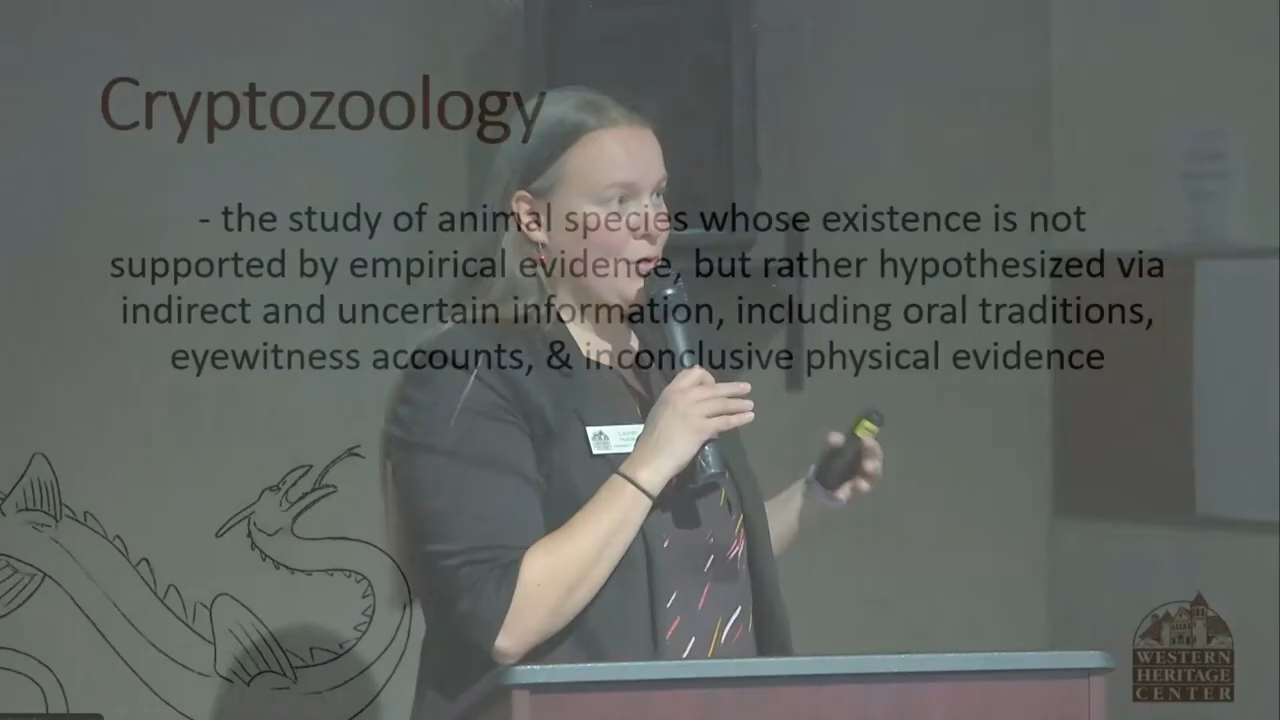 Cryptozoology
- the study of animal species whose existence is not
supported by empirical evidence, but rather hypothesized via
indirect and uncertain information, including oral traditions,
eyewitness accounts, & inconclusive physical evidence
WESTERN
HERITAGE
CENTER